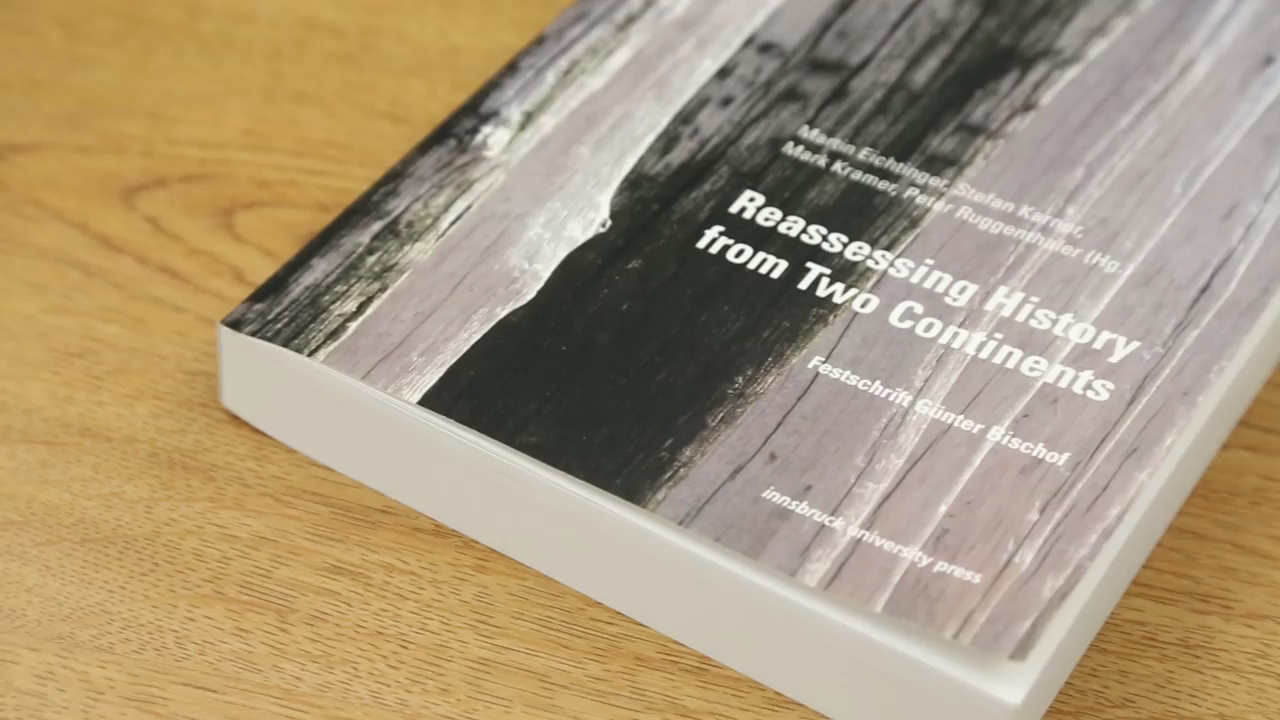 Martin Eichtinger, Stefan Karner,
Mark Kramer, Peter Ruggenthaler (Hg.
Reassessing History
from Two Continents
Festschrift Günter Bischof
innsbruck university press